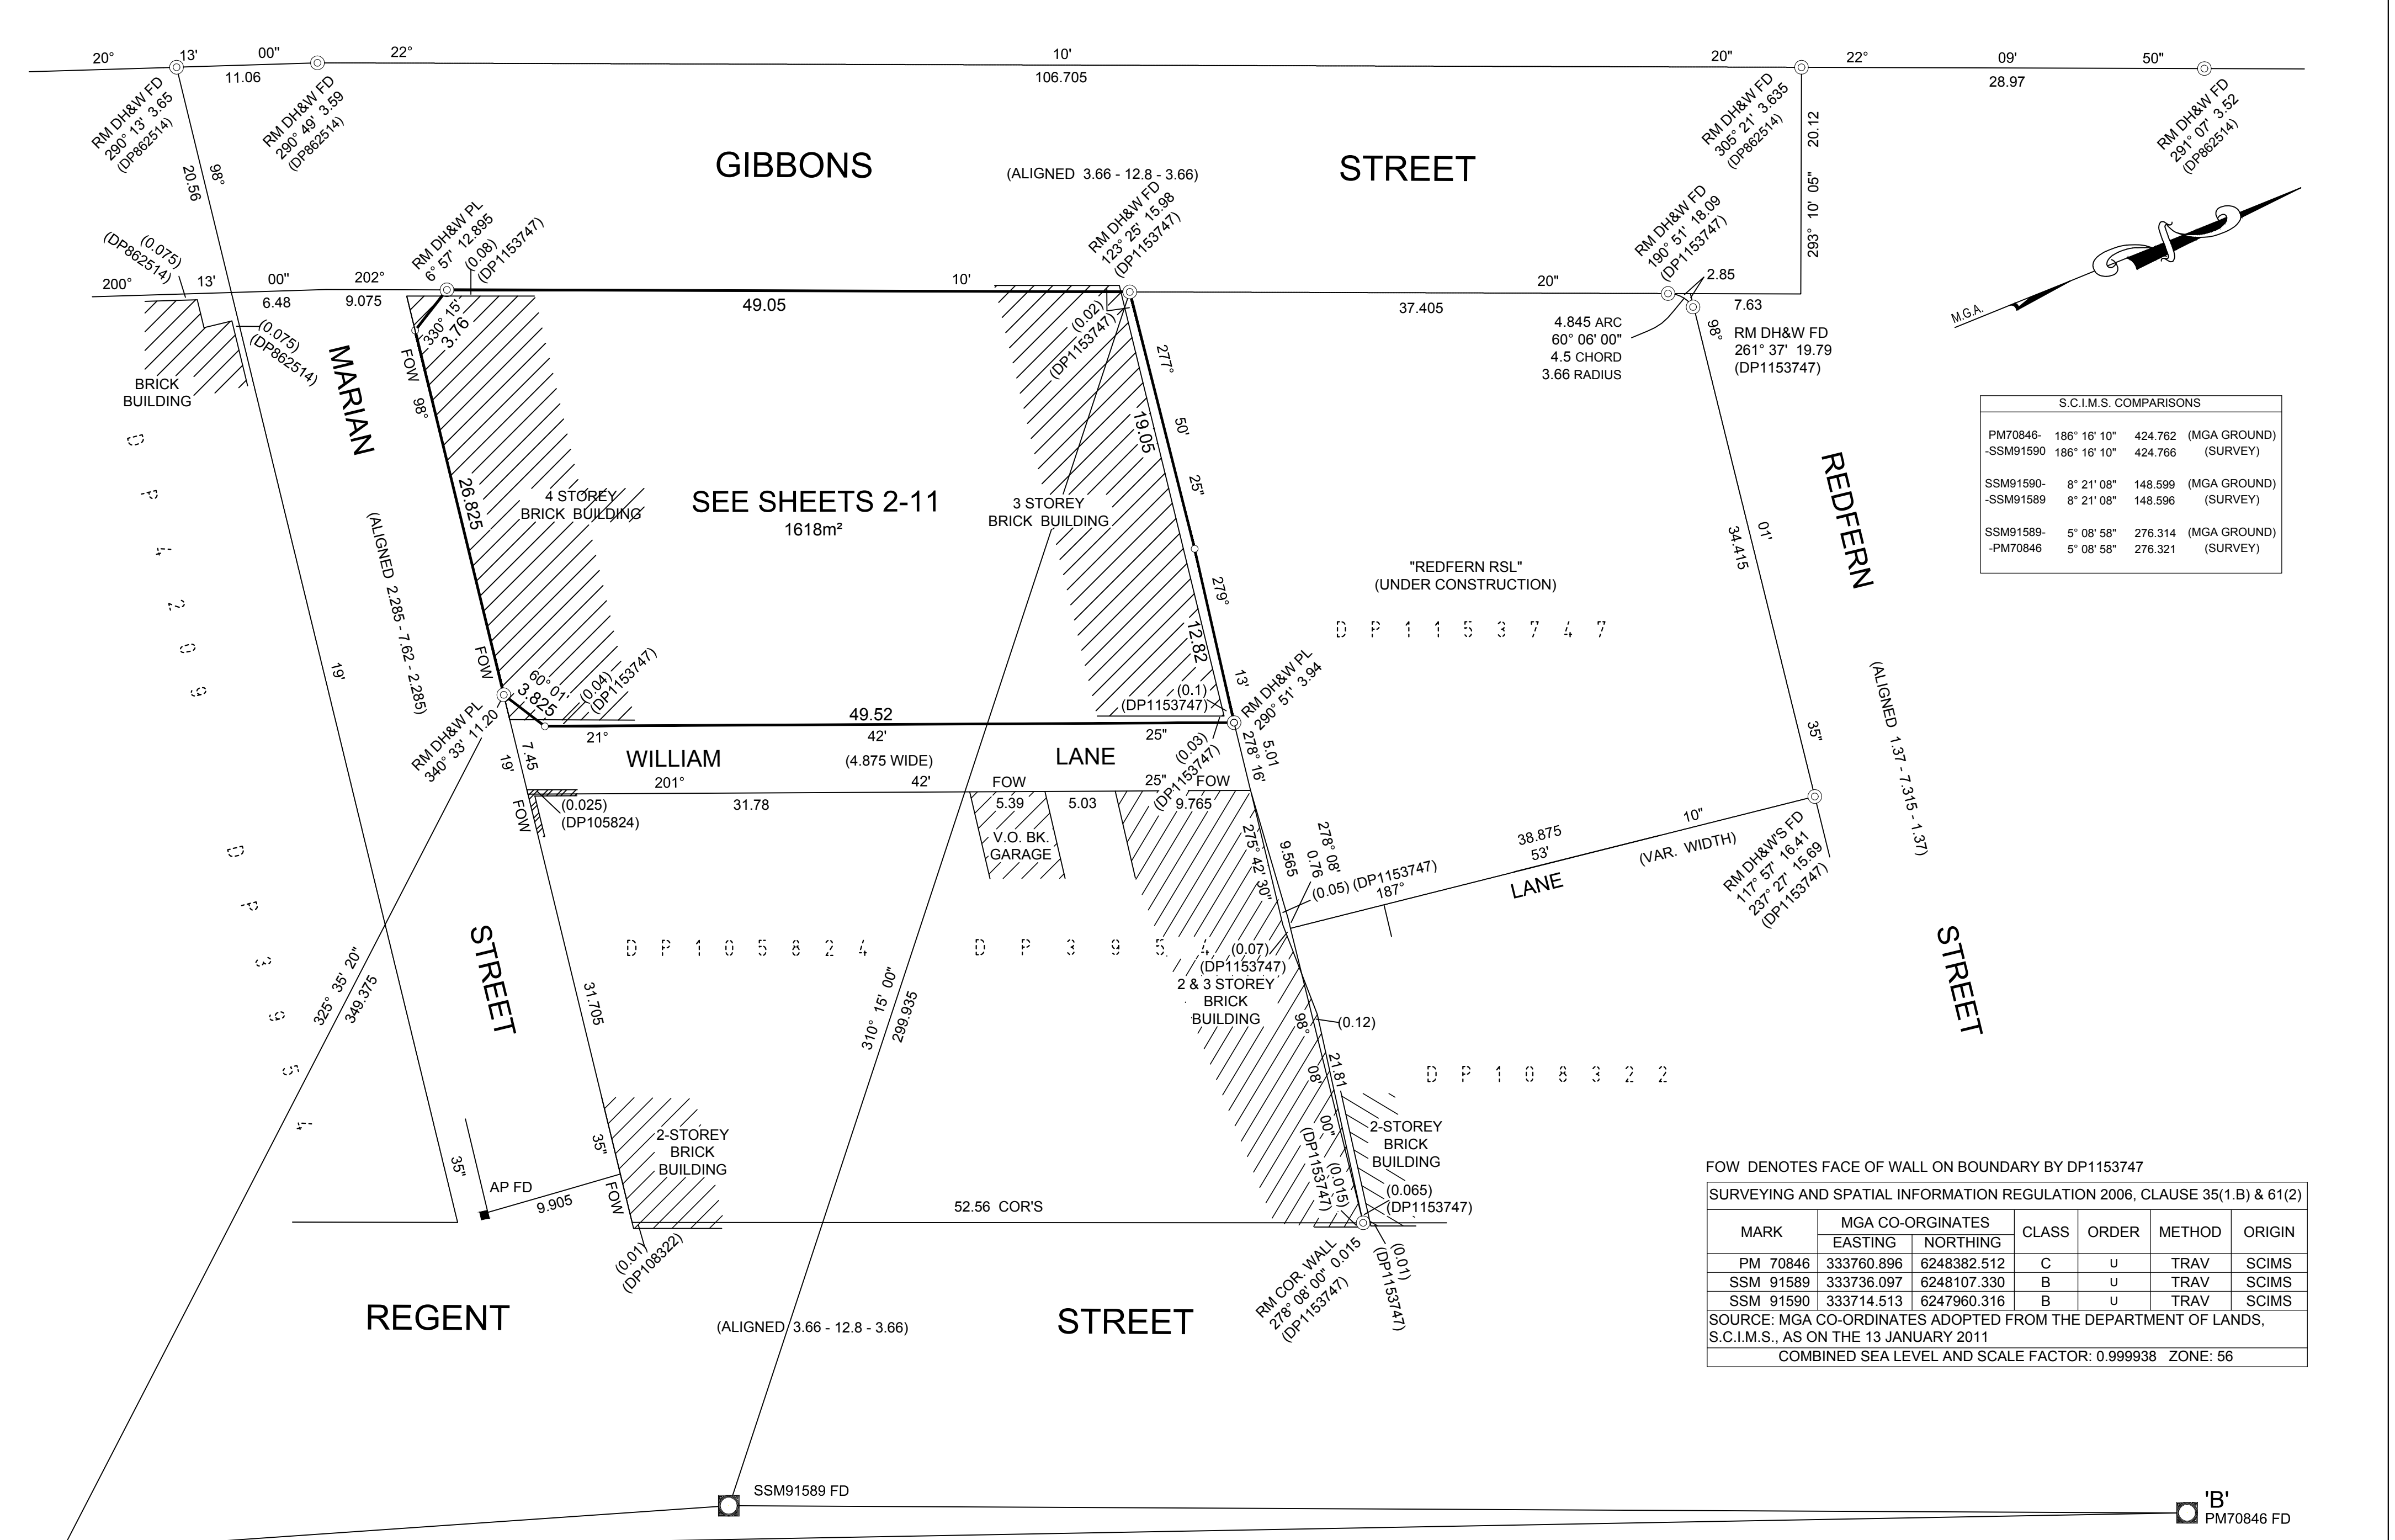 20° 13' 00" 22° 10' 20" 22° 09' 50"
11.06 106.705 28.97
RM DH&W FD
290° 13' 3.65
(DP862514)
RM DH&W FD
290° 49' 3.59
(DP862514)
RM DH&W FD
305° 21' 3.635
(DP862514)
RM DH&W FD
291° 07' 3.52
(DP862514)
98°
20.56
GIBBONS STREET
(ALIGNED 3.66 - 12.8 - 3.66)
293° 10' 05" 20.12
(0.075)
(DP862514)
RM DH&W PL
6° 57' 12.895
(0.08)
(DP1153747)
RM DH&W FD
123° 25' 15.98
(DP1153747)
RM DH&W FD
190° 51' 18.09
(DP1153747)
2.85
200° 13' 00" 202° 10' 20"
6.48 9.075 49.05 37.405 7.63
(0.075)
(DP862514)
330° 15'
3.76
(0.02)
(DP1153747)
4.845 ARC
60° 06' 00"
4.5 CHORD
3.66 RADIUS
98°
RM DH&W FD
261° 37' 19.79
(DP1153747)
M.G.A.
BRICK
BUILDING
MARIAN
FOW
98°
26.825
FOW
277° 50' 25"
19.05
S.C.I.M.S. COMPARISONS
PM70846- 186° 16' 10" 424.762 (MGA GROUND)
-SSM91590 186° 16' 10" 424.766 (SURVEY)
SSM91590- 8° 21' 08" 148.599 (MGA GROUND)
-SSM91589 8° 21' 08" 148.596 (SURVEY)
SSM91589- 5° 08' 58" 276.314 (MGA GROUND)
-PM70846 5° 08' 58" 276.321 (SURVEY)
DP4209
(ALIGNED 2.285 - 7.62 - 2.285)
4 STOREY
BRICK BUILDING
SEE SHEETS 2-11
1618m²
3 STOREY
BRICK BUILDING
REDFERN
01'
34.415
"REDFERN RSL"
(UNDER CONSTRUCTION)
DP1153747
279° 13'
12.82
19'
60° 01'
3.825
(0.04)
(DP1153747)
(0.1)
(DP1153747)
RM DH&W PL
290° 51' 3.94
(ALIGNED 1.37 - 7.315 - 1.37)
35"
RM DH&W PL
340° 33' 11.20
49.52
21° 42' 25"
WILLIAM LANE
(4.875 WIDE)
(0.03)
(DP1153747)
5.01
278° 16'
7.45
19'
201° 42' 25"
FOW FOW
31.78 5.39 5.03 9.765
FOW
(0.025)
(DP105824)
V.O. BK.
GARAGE
275° 42' 30"
9.565
278° 08'
0.76
(0.05) (DP1153747)
187° 53' 10"
38.875
(VAR. WIDTH)
LANE
RM DH&W'S FD
117° 57' 16.41
237° 27' 15.69
(DP1153747)
DP3954
STREET
DP105824
DP3954
(0.07)
(DP1153747)
2 & 3 STOREY
BRICK
BUILDING
STREET
325° 35' 20"
349.375
31.705
310° 15' 00"
299.935
(0.12)
98° 08' 00"
21.81
DP108322
35"
AP FD
9.905
35"
FOW
2-STOREY
BRICK
BUILDING
2-STOREY
BRICK
BUILDING
(0.015)
(DP1153747)
(0.065)
(DP1153747)
52.56 COR'S
(0.01)
(DP108322)
RM COR. WALL
278° 08' 00" 0.015
(DP1153747)
(0.01)
(DP1153747)
REGENT STREET
(ALIGNED 3.66 - 12.8 - 3.66)
FOW DENOTES FACE OF WALL ON BOUNDARY BY DP1153747
SURVEYING AND SPATIAL INFORMATION REGULATION 2006, CLAUSE 35(1.B) & 61(2)
MARK MGA CO-ORGINATES CLASS ORDER METHOD ORIGIN
EASTING NORTHING
PM 70846 333760.896 6248382.512 C U TRAV SCIMS
SSM 91589 333736.097 6248107.330 B U TRAV SCIMS
SSM 91590 333714.513 6247960.316 B U TRAV SCIMS
SOURCE: MGA CO-ORDINATES ADOPTED FROM THE DEPARTMENT OF LANDS,
S.C.I.M.S., AS ON THE 13 JANUARY 2011
COMBINED SEA LEVEL AND SCALE FACTOR: 0.999938 ZONE: 56
SSM91589 FD
'B'
PM70846 FD